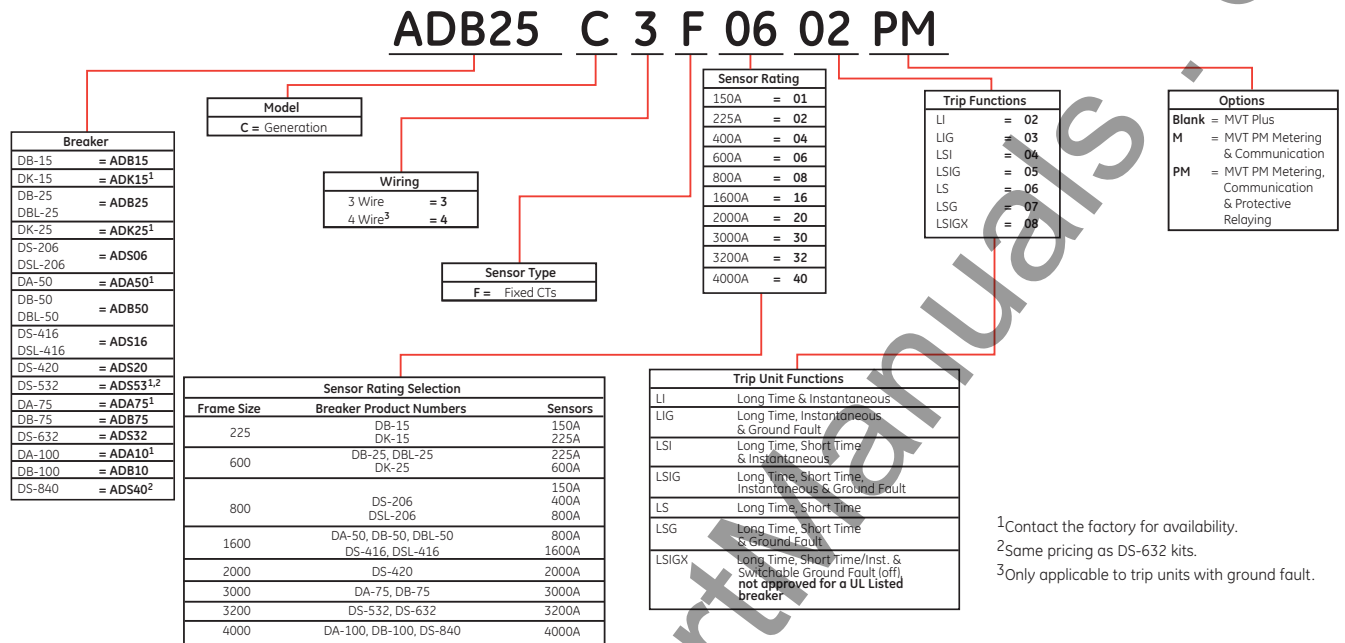 ADB25 C 3 F 06 02 PM
Breaker
DB-15 = ADB15
DK-15 = ADK15¹
DB-25
DBL-25
= ADB25
DK-25 = ADK25¹
DS-206
DSL-206
= ADS06
DA-50 = ADA50¹
DB-50
DBL-50
= ADB50
DS-416
DSL-416
= ADS16
DS-420 = ADS20
DS-532 = ADS53¹,²
DA-75 = ADA75¹
DB-75 = ADB75
DS-632 = ADS32
DA-100 = ADA10¹
DB-100 = ADB10
DS-840 = ADS40²
Model
C = Generation
Wiring
3 Wire = 3
4 Wire³ = 4
Sensor Type
F = Fixed CTs
Sensor Rating
150A = 01
225A = 02
400A = 04
600A = 06
800A = 08
1600A = 16
2000A = 20
3000A = 30
3200A = 32
4000A = 40
Trip Functions
LI = 02
LIG = 03
LSI = 04
LSIG = 05
LS = 06
LSG = 07
LSIGX = 08
Options
Blank = MVT Plus
M = MVT PM Metering
& Communication
PM = MVT PM Metering,
Communication
& Protective
Relaying
Sensor Rating Selection
Frame Size Breaker Product Numbers Sensors
225
DB-15 150A
DK-15 225A
600
DB-25, DBL-25 225A
DK-25 600A
800
150A
DS-206 400A
DSL-206 800A
1600
DA-50, DB-50, DBL-50 800A
DS-416, DSL-416 1600A
2000 DS-420 2000A
3000 DA-75, DB-75 3000A
3200 DS-532, DS-632 3200A
4000 DA-100, DB-100, DS-840 4000A
Trip Unit Functions
LI Long Time & Instantaneous
LIG Long Time, Instantaneous
& Ground Fault
LSI Long Time, Short Time
& Instantaneous
LSIG Long Time, Short Time,
Instantaneous & Ground Fault
LS Long Time, Short Time
LSG Long Time, Short Time
& Ground Fault
LSIGX Long Time, Short Time/Inst. &
Switchable Ground Fault (off),
not approved for a UL Listed
breaker
¹Contact the factory for availability.
²Same pricing as DS-632 kits.
³Only applicable to trip units with ground fault.
rtManuals.